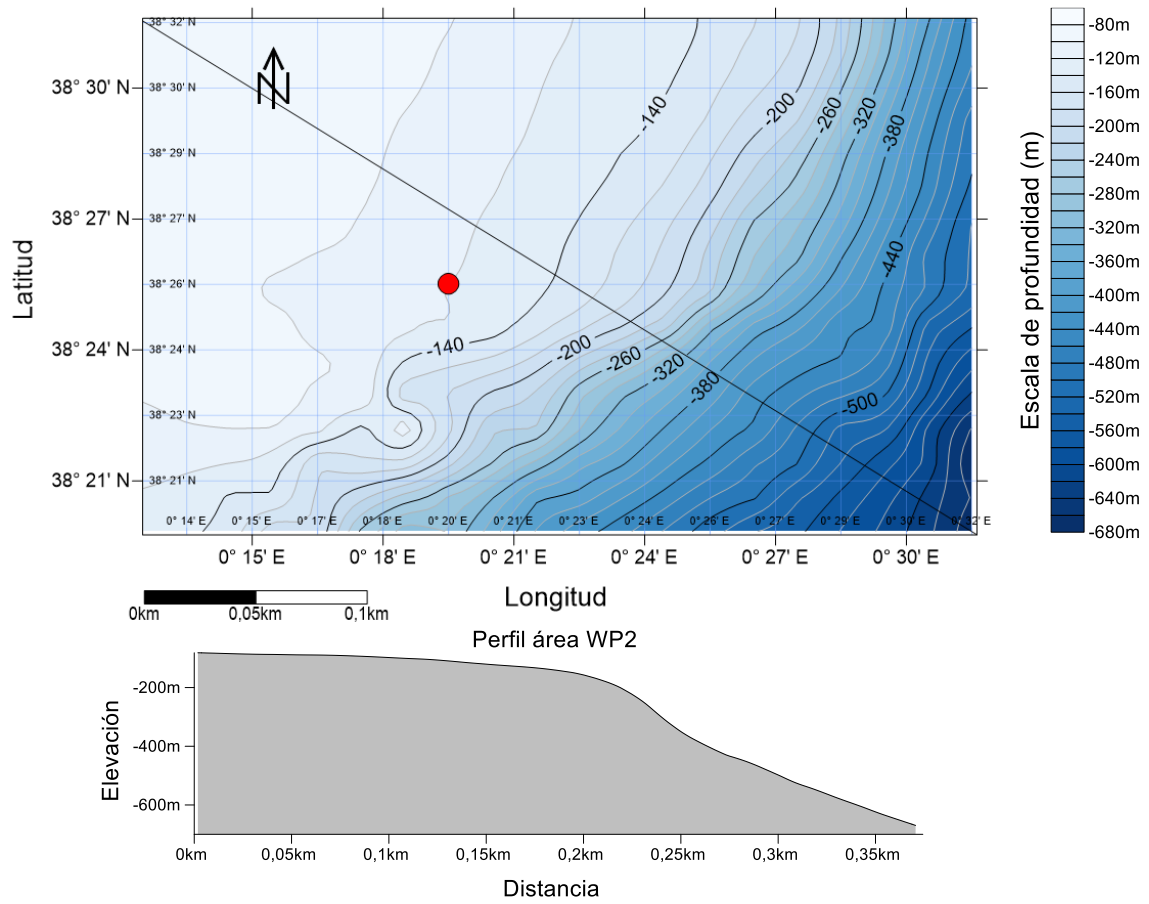 38° 32' N
38° 30' N
38° 29' N
38° 27' N
38° 26' N
38° 24' N
38° 23' N
38° 21' N
38° 30' N
38° 27' N
38° 24' N
38° 21' N
Latitud
N
-140
-200
-260
-320
-380
-440
-140
-200
-260
-320
-380
-500
0° 14' E 0° 15' E 0° 17' E 0° 18' E 0° 20' E 0° 21' E 0° 23' E 0° 24' E 0° 26' E 0° 27' E 0° 29' E 0° 30' E 0° 32' E
0° 15' E 0° 18' E 0° 21' E 0° 24' E 0° 27' E 0° 30' E
Longitud
0km 0,05km 0,1km
Escala de profundidad (m)
-80m
-120m
-160m
-200m
-240m
-280m
-320m
-360m
-400m
-440m
-480m
-520m
-560m
-600m
-640m
-680m
Perfil área WP2
Elevación
-200m
-400m
-600m
0km 0,05km 0,1km 0,15km 0,2km 0,25km 0,3km 0,35km
Distancia